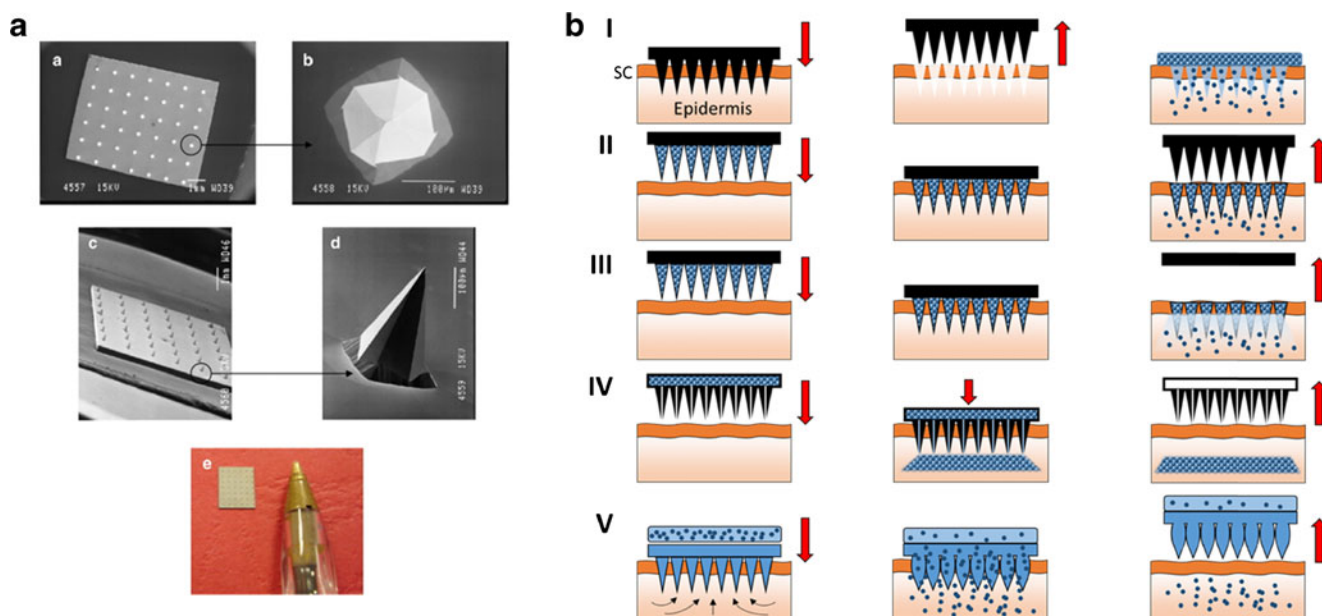 a
b
a
b
4557 15KV 1mm WD39
4558 15KV 100µm WD39
c
d
1mm WD46
100µm WD44
4559 15KV
e
I
SC
Epidermis
II
III
IV
V